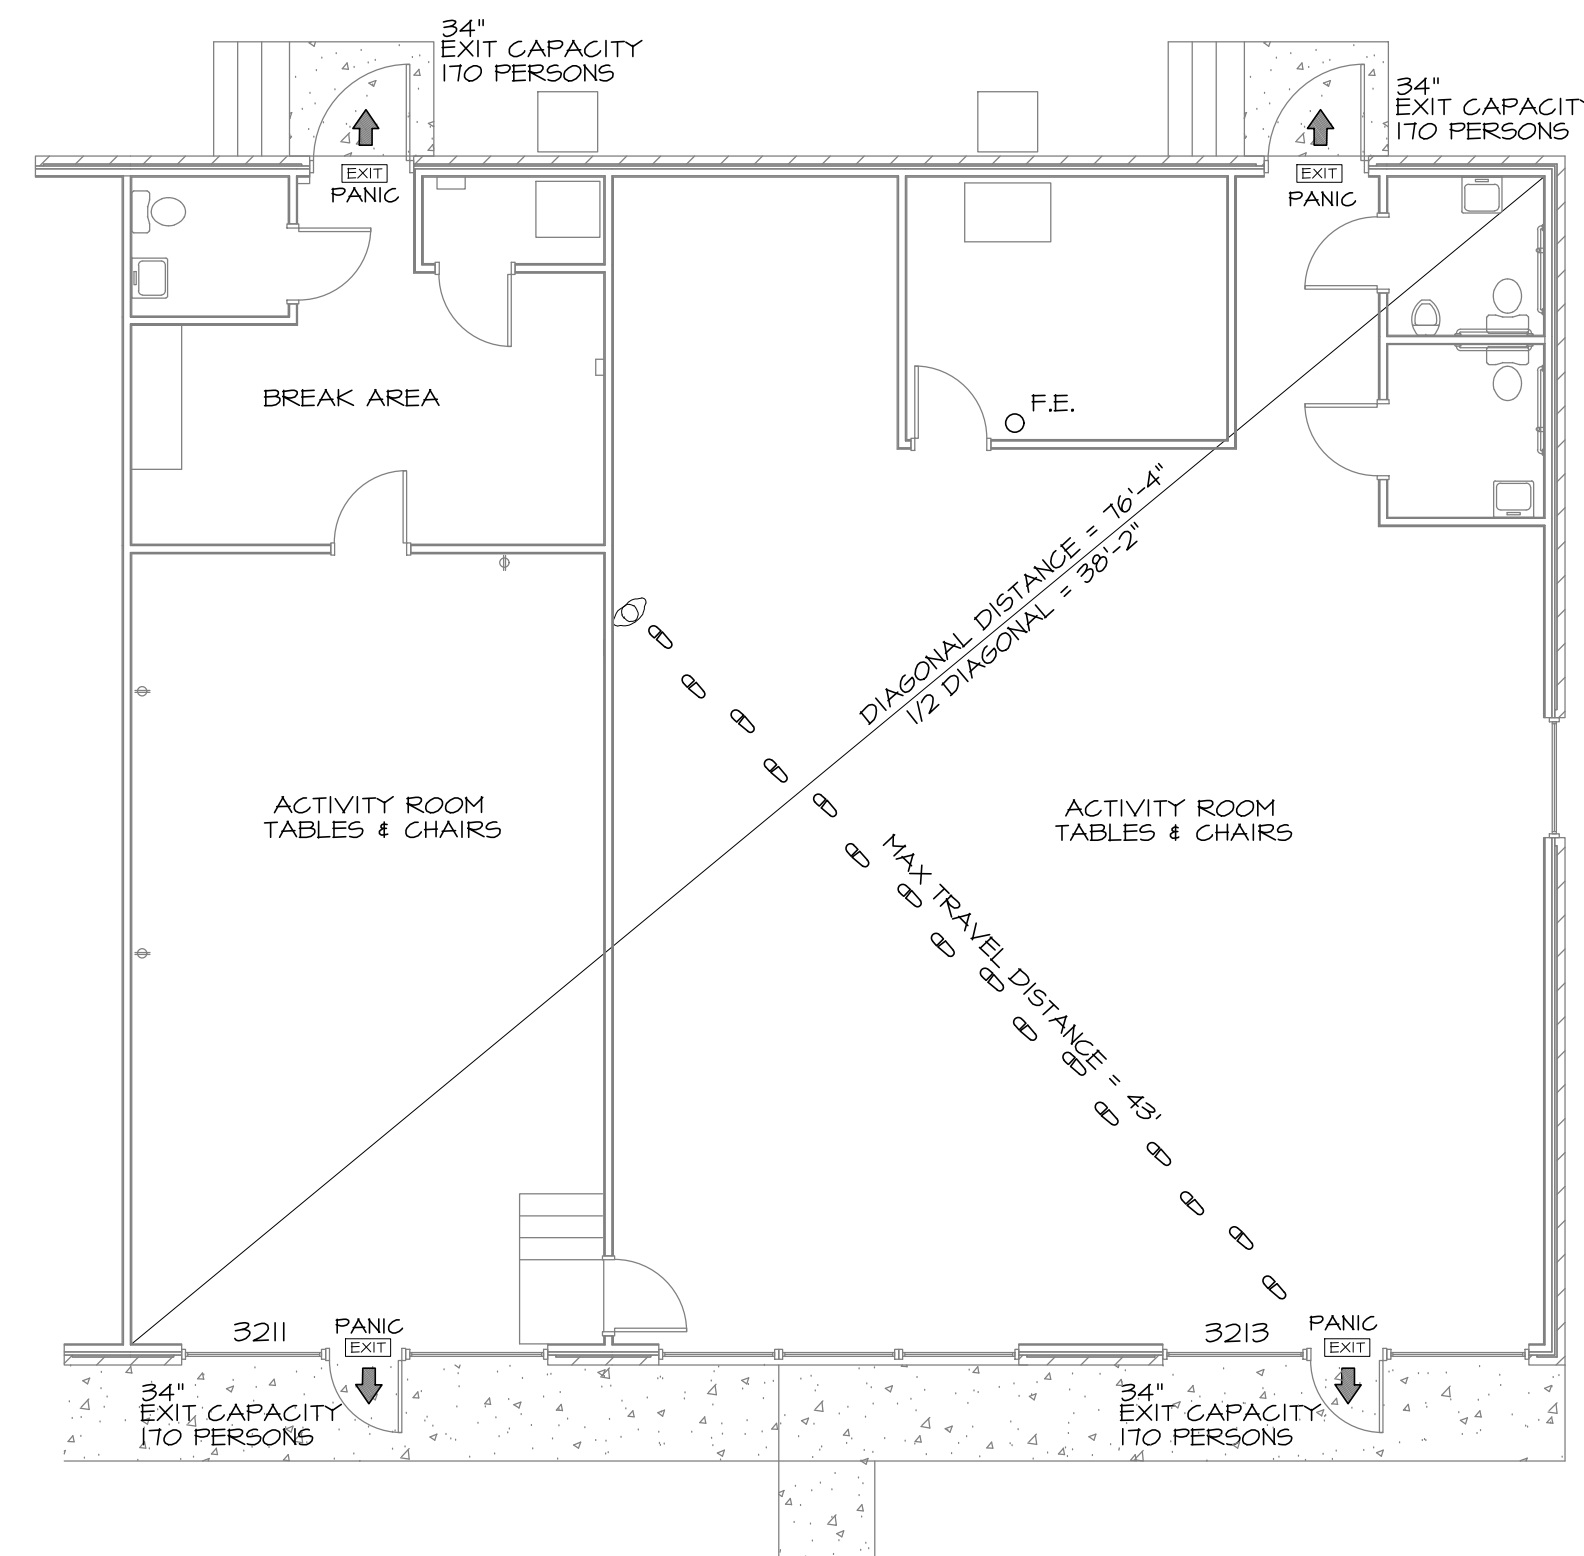 34"
EXIT CAPACITY
170 PERSONS
34"
EXIT CAPACITY
170 PERSONS
EXIT
PANIC
EXIT
PANIC
BREAK AREA
F.E.
DIAGONAL DISTANCE = 76'-4"
1/2 DIAGONAL = 38'-2"
ACTIVITY ROOM
TABLES & CHAIRS
ACTIVITY ROOM
TABLES & CHAIRS
MAX TRAVEL DISTANCE = 43'
3211
PANIC
EXIT
3213
PANIC
EXIT
34"
EXIT CAPACITY
170 PERSONS
34"
EXIT CAPACITY
170 PERSONS